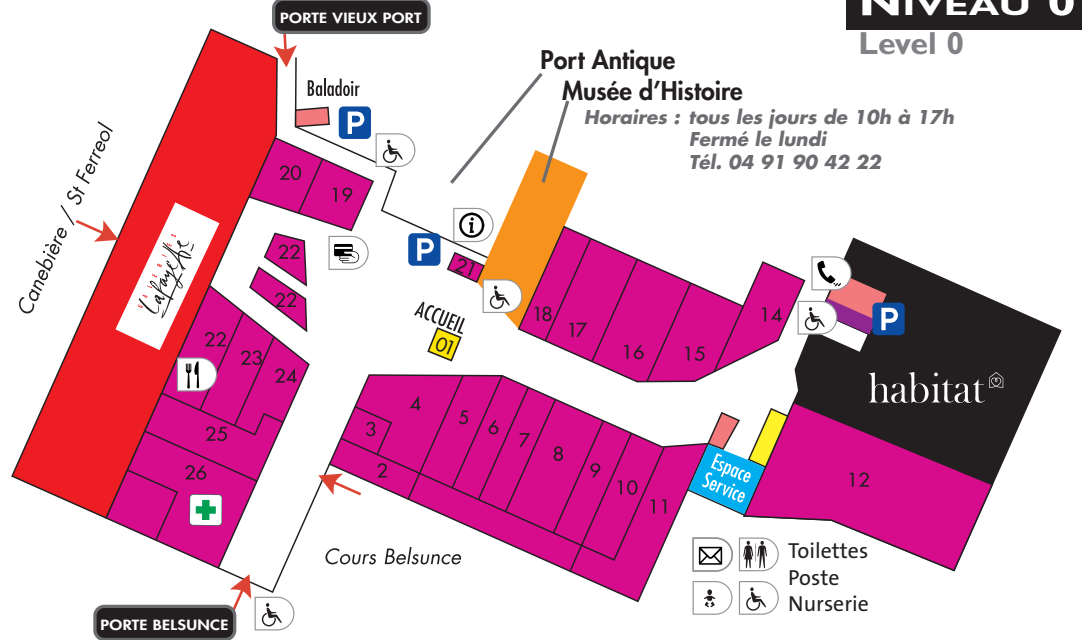 NIVEAU 0
Level 0
PORTE VIEUX PORT
Port Antique
Musée d'Histoire
Horaires : tous les jours de 10h à 17h
Fermé le lundi
Tél. 04 91 90 42 22
Baladoir
P
Canebière / St Ferreol
20
19
i
P
21
22
22
Lafayette
ACCUEIL
01
18
17
16
15
14
P
habitat
22
23
24
25
26
4
3
2
5
6
7
8
9
10
11
12
Espace
Service
Cours Belsunce
Toilettes
Poste
Nurserie
PORTE BELSUNCE